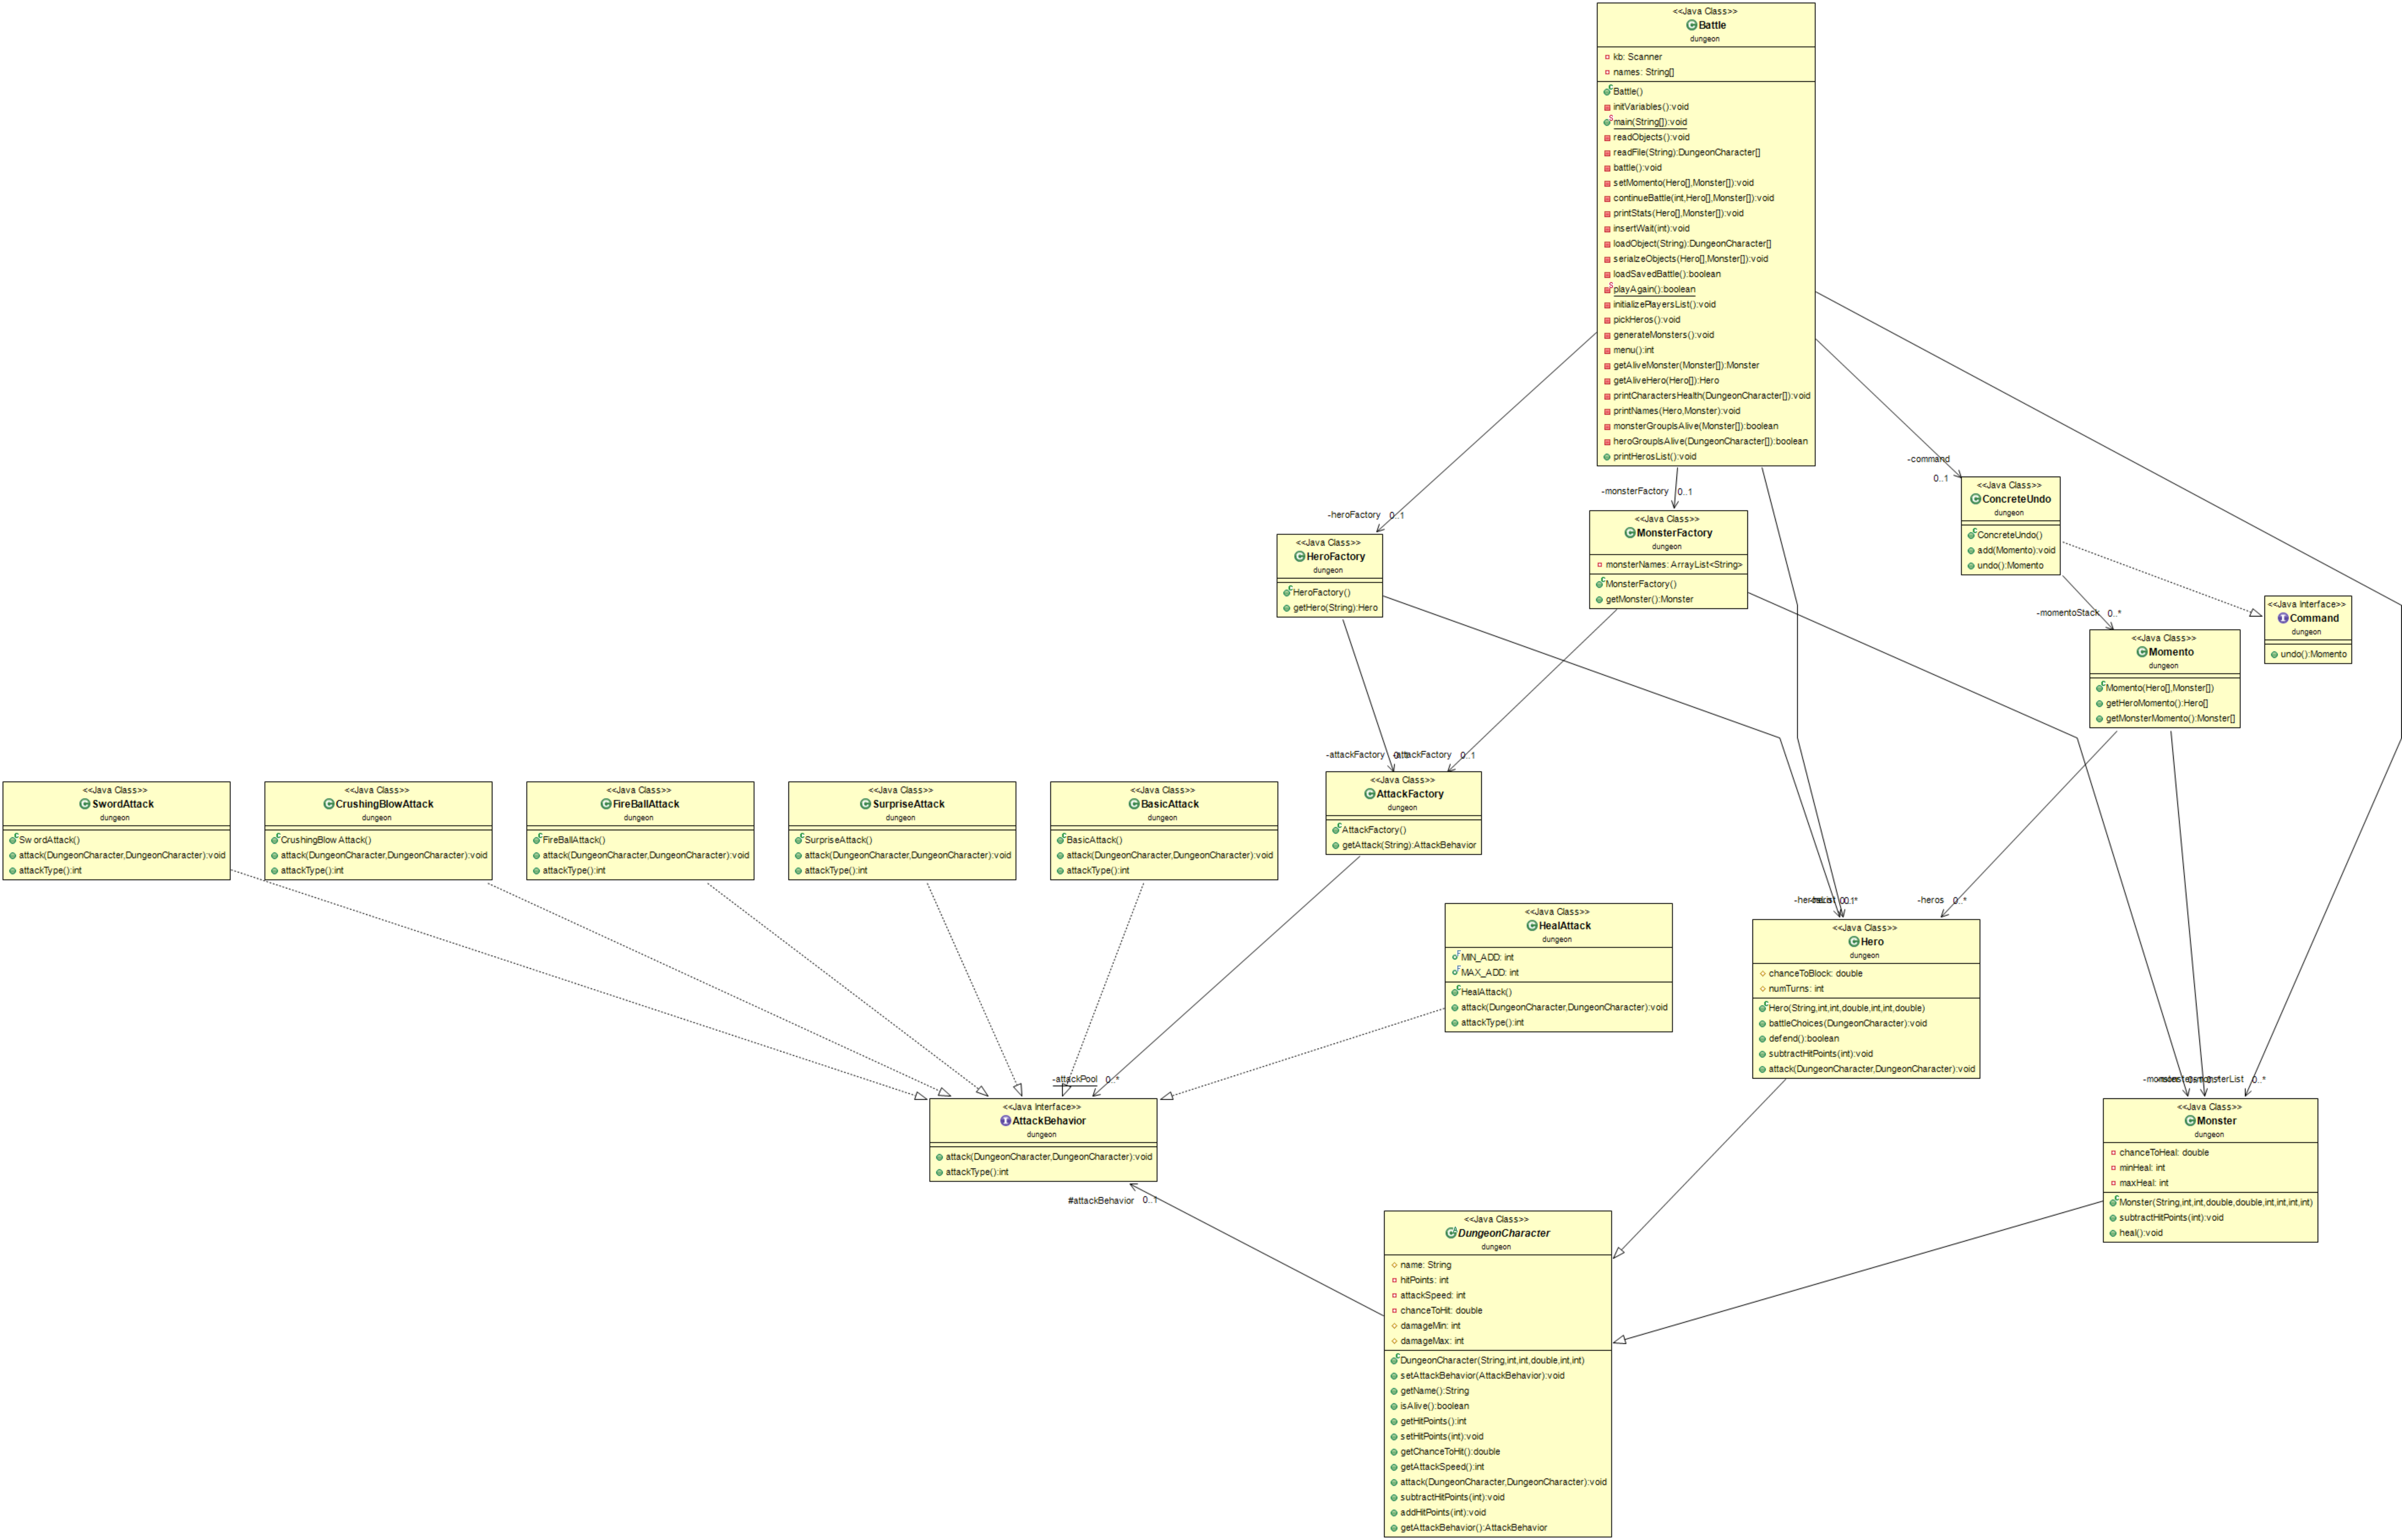 <<Java Class>>
Battle
dungeon
kb: Scanner
names: String[]
Battle()
initVariables():void
main(String[]):void
readObjects():void
readFile(String):DungeonCharacter[]
battle():void
setMomento(Hero[],Monster[]):void
continueBattle(int,Hero[],Monster[]):void
printStats(Hero[],Monster[]):void
insertWait(int):void
loadObject(String):DungeonCharacter[]
serialzeObjects(Hero[],Monster[]):void
loadSavedBattle():boolean
playAgain():boolean
initializePlayersList():void
pickHeros():void
generateMonsters():void
menu():int
getAliveMonster(Monster[]):Monster
getAliveHero(Hero[]):Hero
printCharactersHealth(DungeonCharacter[]):void
printNames(Hero,Monster):void
monsterGroupIsAlive(Monster[]):boolean
heroGroupIsAlive(DungeonCharacter[]):boolean
printHerosList():void
-command
0..1
-monsterFactory 0..1
-heroFactory 0..1
<<Java Class>>
ConcreteUndo
dungeon
ConcreteUndo()
add(Momento):void
undo():Momento
<<Java Class>>
MonsterFactory
dungeon
monsterNames: ArrayList<String>
MonsterFactory()
getMonster():Monster
<<Java Class>>
HeroFactory
dungeon
HeroFactory()
getHero(String):Hero
<<Java Interface>>
Command
dungeon
undo():Momento
-momentoStack 0..*
<<Java Class>>
Momento
dungeon
Momento(Hero[],Monster[])
getHeroMomento():Hero[]
getMonsterMomento():Monster[]
-attackFactory
-attackFactory 0..1
<<Java Class>>
SwordAttack
dungeon
SwordAttack()
attack(DungeonCharacter,DungeonCharacter):void
attackType():int
<<Java Class>>
CrushingBlowAttack
dungeon
CrushingBlowAttack()
attack(DungeonCharacter,DungeonCharacter):void
attackType():int
<<Java Class>>
FireBallAttack
dungeon
FireBallAttack()
attack(DungeonCharacter,DungeonCharacter):void
attackType():int
<<Java Class>>
SurpriseAttack
dungeon
SurpriseAttack()
attack(DungeonCharacter,DungeonCharacter):void
attackType():int
<<Java Class>>
BasicAttack
dungeon
BasicAttack()
attack(DungeonCharacter,DungeonCharacter):void
attackType():int
<<Java Class>>
AttackFactory
dungeon
AttackFactory()
getAttack(String):AttackBehavior
-heros 0..*
<<Java Class>>
HealAttack
dungeon
MIN_ADD: int
MAX_ADD: int
HealAttack()
attack(DungeonCharacter,DungeonCharacter):void
attackType():int
<<Java Class>>
Hero
dungeon
chanceToBlock: double
numTurns: int
Hero(String,int,int,double,int,int,double)
battleChoices(DungeonCharacter):void
defend():boolean
subtractHitPoints(int):void
attack(DungeonCharacter,DungeonCharacter):void
-attackPool 0..*
0..*
<<Java Interface>>
AttackBehavior
dungeon
attack(DungeonCharacter,DungeonCharacter):void
attackType():int
#attackBehavior 0..1
<<Java Class>>
Monster
dungeon
chanceToHeal: double
minHeal: int
maxHeal: int
Monster(String,int,int,double,double,int,int,int,int)
subtractHitPoints(int):void
heal():void
<<Java Class>>
DungeonCharacter
dungeon
name: String
hitPoints: int
attackSpeed: int
chanceToHit: double
damageMin: int
damageMax: int
DungeonCharacter(String,int,int,double,int,int)
setAttackBehavior(AttackBehavior):void
getName():String
isAlive():boolean
getHitPoints():int
setHitPoints(int):void
getChanceToHit():double
getAttackSpeed():int
attack(DungeonCharacter,DungeonCharacter):void
subtractHitPoints(int):void
addHitPoints(int):void
getAttackBehavior():AttackBehavior